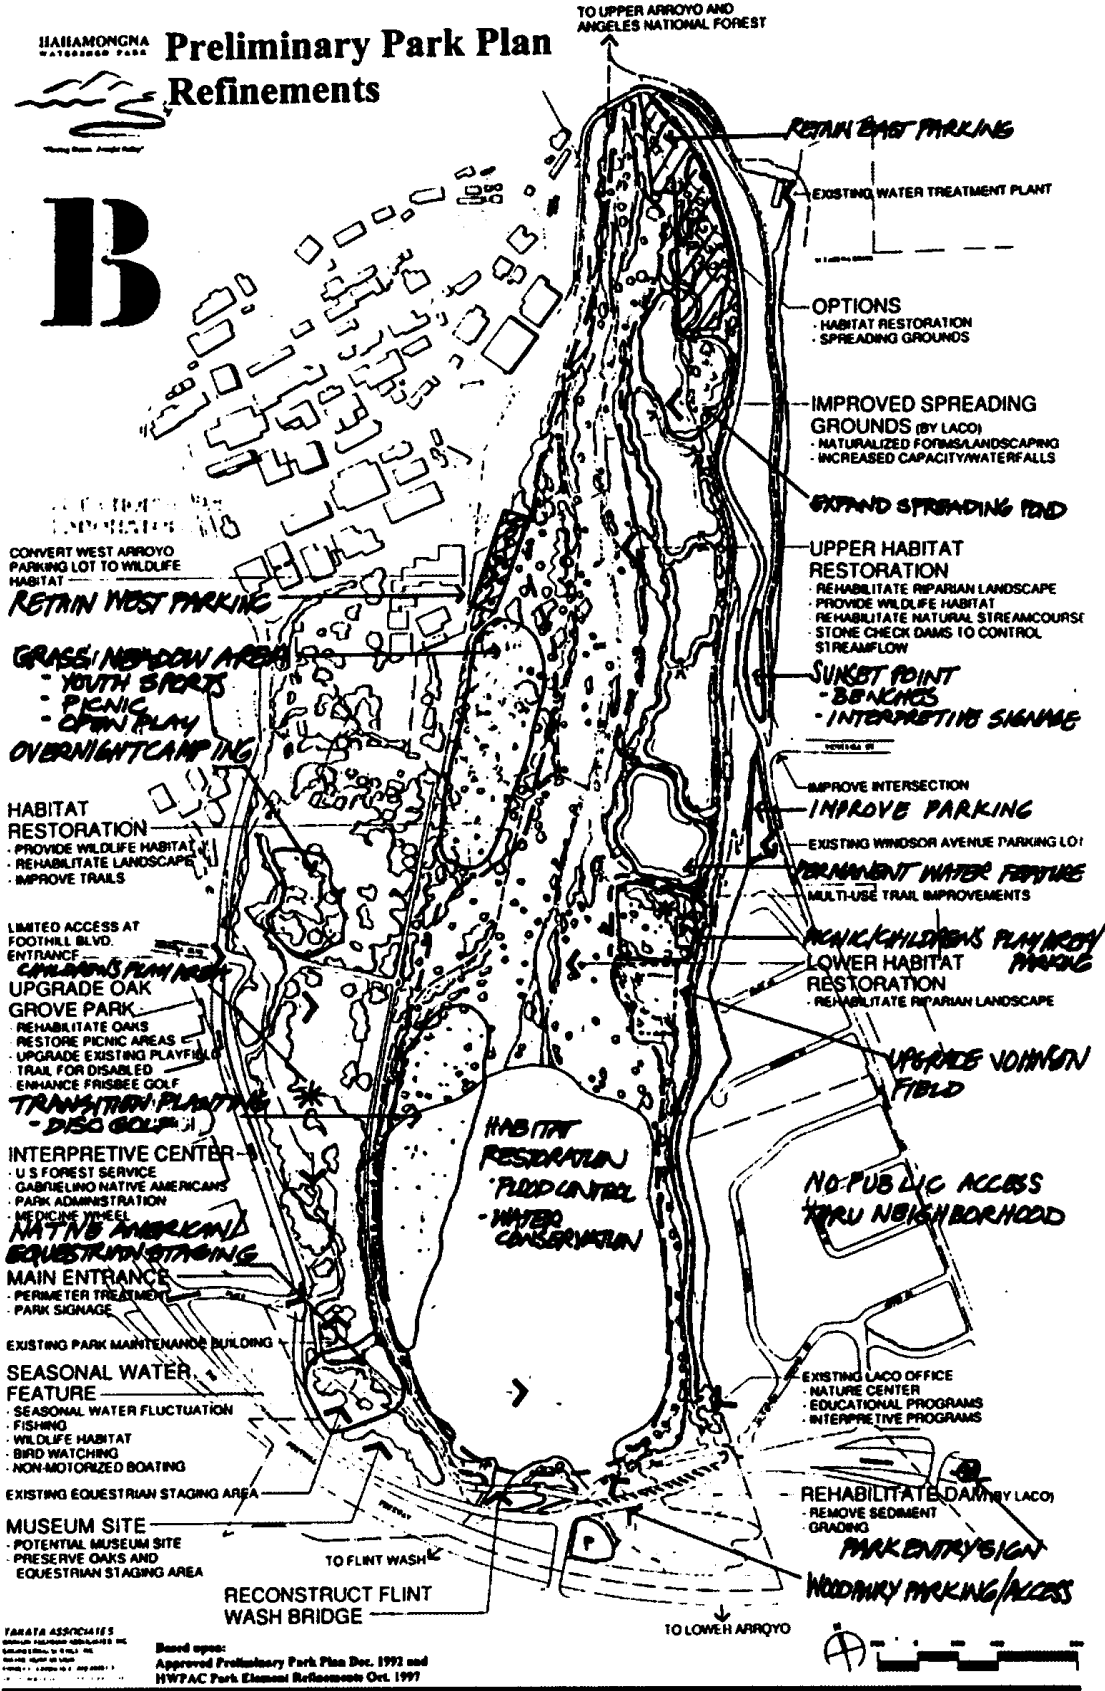 HAHAMONGNA
WATERSHED PARK
Preliminary Park Plan
Refinements
B
TO UPPER ARROYO AND
ANGELES NATIONAL FOREST
RETAIN EAST PARKING
EXISTING WATER TREATMENT PLANT
OPTIONS
- HABITAT RESTORATION
- SPREADING GROUNDS
IMPROVED SPREADING
GROUNDS (BY LACO)
- NATURALIZED FORMS/LANDSCAPING
- INCREASED CAPACITY/WATERFALLS
EXPAND SPREADING POND
UPPER HABITAT
RESTORATION
- REHABILITATE RIPARIAN LANDSCAPE
- PROVIDE WILDLIFE HABITAT
- REHABILITATE NATURAL STREAMCOURSE
- STONE CHECK DAMS TO CONTROL
STREAMFLOW
SUNSET POINT
- BENCHES
- INTERPRETIVE SIGNAGE
IMPROVE INTERSECTION
IMPROVE PARKING
EXISTING WINDSOR AVENUE PARKING LOT
PERMANENT WATER FEATURE
MULTI-USE TRAIL IMPROVEMENTS
PICNIC/CHILDRENS PLAY AREA/
PARKING
LOWER HABITAT
RESTORATION
- REHABILITATE RIPARIAN LANDSCAPE
UPGRADE JOHNSON
FIELD
NO PUBLIC ACCESS
THRU NEIGHBORHOOD
EXISTING LACO OFFICE
- NATURE CENTER
- EDUCATIONAL PROGRAMS
- INTERPRETIVE PROGRAMS
REHABILITATE DAM (BY LACO)
- REMOVE SEDIMENT
- GRADING
PARK ENTRY SIGN
WOODBURY PARKING/ACCESS
TO LOWER ARROYO
CONVERT WEST ARROYO
PARKING LOT TO WILDLIFE
HABITAT
RETAIN WEST PARKING
GRASS/MEADOW AREA
- YOUTH SPORTS
- PICNIC
- OPEN PLAY
OVERNIGHT CAMPING
HABITAT
RESTORATION
- PROVIDE WILDLIFE HABITAT
- REHABILITATE LANDSCAPE
- IMPROVE TRAILS
LIMITED ACCESS AT
FOOTHILL BLVD.
ENTRANCE
CHILDRENS PLAY AREA
UPGRADE OAK
GROVE PARK
- REHABILITATE OAKS
- RESTORE PICNIC AREAS
- UPGRADE EXISTING PLAYFIELD
- TRAIL FOR DISABLED
- ENHANCE FRISBEE GOLF
TRANSITION PLANTING
- DISC GOLF
INTERPRETIVE CENTER
- U S FOREST SERVICE
- GABRIELINO NATIVE AMERICANS
- PARK ADMINISTRATION
- MEDICINE WHEEL
NATIVE AMERICAN/
EQUESTRIAN STAGING
MAIN ENTRANCE
- PERIMETER TREATMENT
- PARK SIGNAGE
EXISTING PARK MAINTENANCE BUILDING
SEASONAL WATER
FEATURE
- SEASONAL WATER FLUCTUATION
- FISHING
- WILDLIFE HABITAT
- BIRD WATCHING
- NON-MOTORIZED BOATING
EXISTING EQUESTRIAN STAGING AREA
MUSEUM SITE
- POTENTIAL MUSEUM SITE
- PRESERVE OAKS AND
EQUESTRIAN STAGING AREA
HABITAT
RESTORATION
- FLOOD CONTROL
- WATER
CONSERVATION
P
TO FLINT WASH
RECONSTRUCT FLINT
WASH BRIDGE
TAKATA ASSOCIATES
Based upon:
Approved Preliminary Park Plan Dec. 1992 and
HWPAC Park Element Refinements Oct. 1997